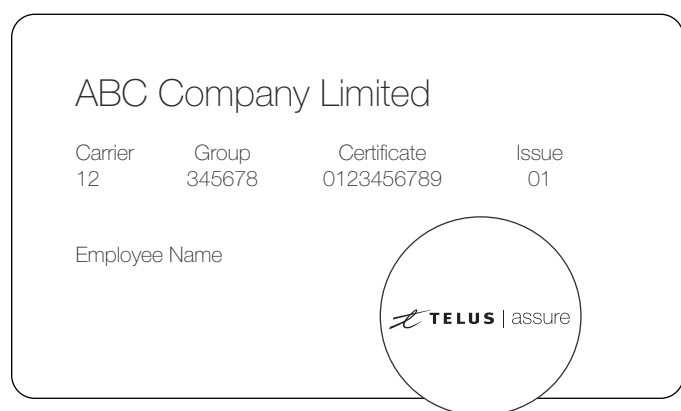 ABC Company Limited
Carrier Group Certificate Issue
12 345678 0123456789 01
Employee Name
TELUS | assure